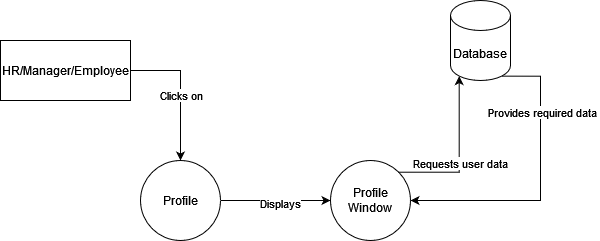 Database
HR/Manager/Employee
Clicks on
Provides required data
Requests user data
Profile
Displays
Profile
Window